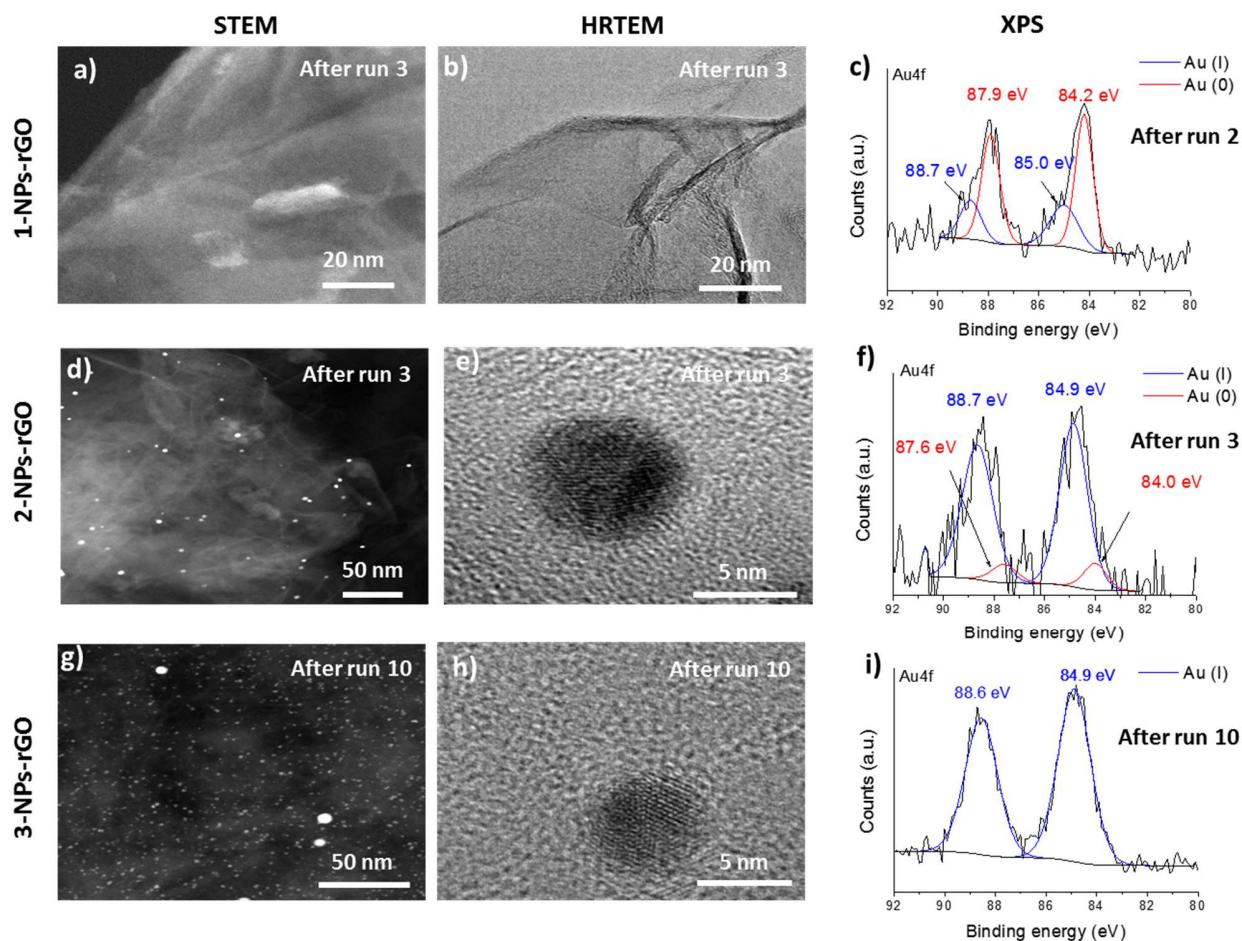 STEM
HRTEM
XPS
1-NPs-rGO
a)
After run 3
20 nm
b)
After run 3
20 nm
c)
Au4f
Au (I)
Au (0)
87.9 eV
84.2 eV
After run 2
88.7 eV
85.0 eV
Counts (a.u.)
92 90 88 86 84 82 80
Binding energy (eV)
2-NPs-rGO
d)
After run 3
50 nm
e)
After run 3
5 nm
f)
Au4f
Au (I)
Au (0)
88.7 eV
84.9 eV
After run 3
87.6 eV
84.0 eV
Counts (a.u.)
92 90 88 86 84 82 80
Binding energy (eV)
3-NPs-rGO
g)
After run 10
50 nm
h)
After run 10
5 nm
i)
Au4f
Au (I)
88.6 eV
84.9 eV
After run 10
Counts (a.u.)
92 90 88 86 84 82 80
Binding energy (eV)